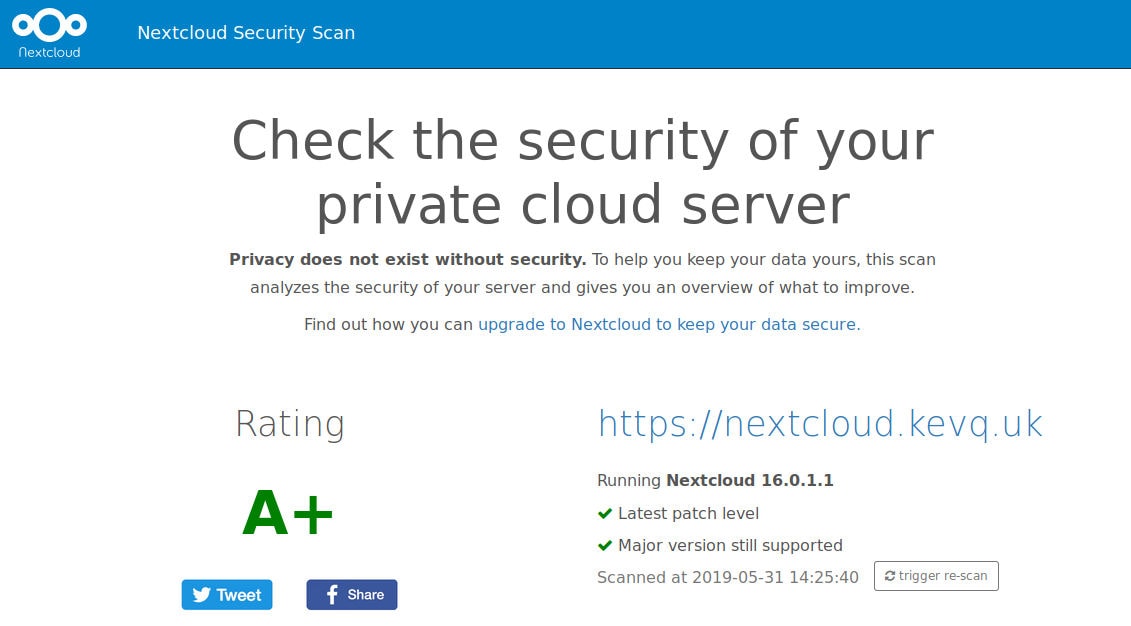 Nextcloud
Nextcloud Security Scan
Check the security of your
private cloud server
Privacy does not exist without security. To help you keep your data yours, this scan
analyzes the security of your server and gives you an overview of what to improve.
Find out how you can upgrade to Nextcloud to keep your data secure.
Rating
A+
Tweet
Share
https://nextcloud.kevq.uk
Running Nextcloud 16.0.1.1
Latest patch level
Major version still supported
Scanned at 2019-05-31 14:25:40
trigger re-scan